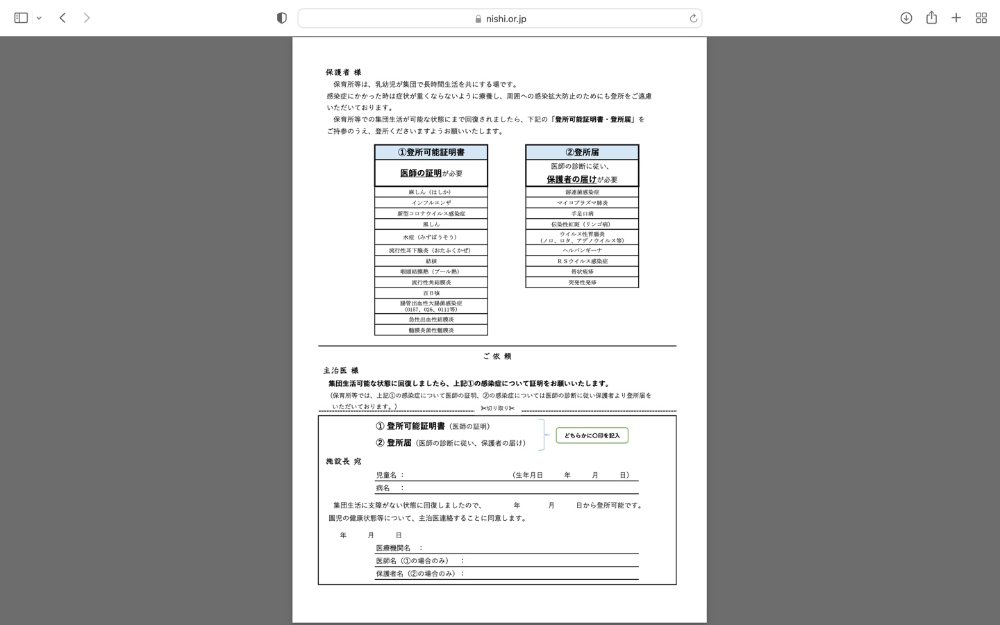 nishi.or.jp
保護者 様
保育所等は、乳幼児が集団で長時間生活を共にする場です。
感染症にかかった時は症状が重くならないように療養し、周囲への感染拡大防止のためにも登所をご遠慮
いただいております。
保育所等での集団生活が可能な状態にまで回復されましたら、下記の「登所可能証明書・登所届」を
ご持参のうえ、登所くださいますようお願いいたします。
①登所可能証明書
医師の証明が必要
麻しん（はしか）
インフルエンザ
新型コロナウイルス感染症
風しん
水痘（みずぼうそう）
流行性耳下腺炎（おたふくかぜ）
結核
咽頭結膜熱（プール熱）
流行性角結膜炎
百日咳
腸管出血性大腸菌感染症
（0157、026、0111等）
急性出血性結膜炎
髄膜炎菌性髄膜炎
②登所届
医師の診断に従い、
保護者の届けが必要
溶連菌感染症
マイコプラズマ肺炎
手足口病
伝染性紅斑（リンゴ病）
ウイルス性胃腸炎
（ノロ、ロタ、アデノウイルス等）
ヘルパンギーナ
ＲＳウイルス感染症
帯状疱疹
突発性発疹
ご 依 頼
主治医 様
集団生活可能な状態に回復しましたら、上記①の感染症について証明をお願いいたします。
（保育所等では、上記①の感染症について医師の証明、②の感染症については医師の診断に従い保護者より登所届を
いただいております。）
✂切り取り✂
① 登所可能証明書（医師の証明）
② 登所届（医師の診断に従い、保護者の届け）
どちらかに〇印を記入
施設長 宛
児童名 ： （生年月日 年 月 日）
病名 ：
集団生活に支障がない状態に回復しましたので、 年 月 日から登所可能です。
園児の健康状態等について、主治医連絡することに同意します。
年 月 日
医療機関名 ：
医師名（①の場合のみ） ：
保護者名（②の場合のみ）：